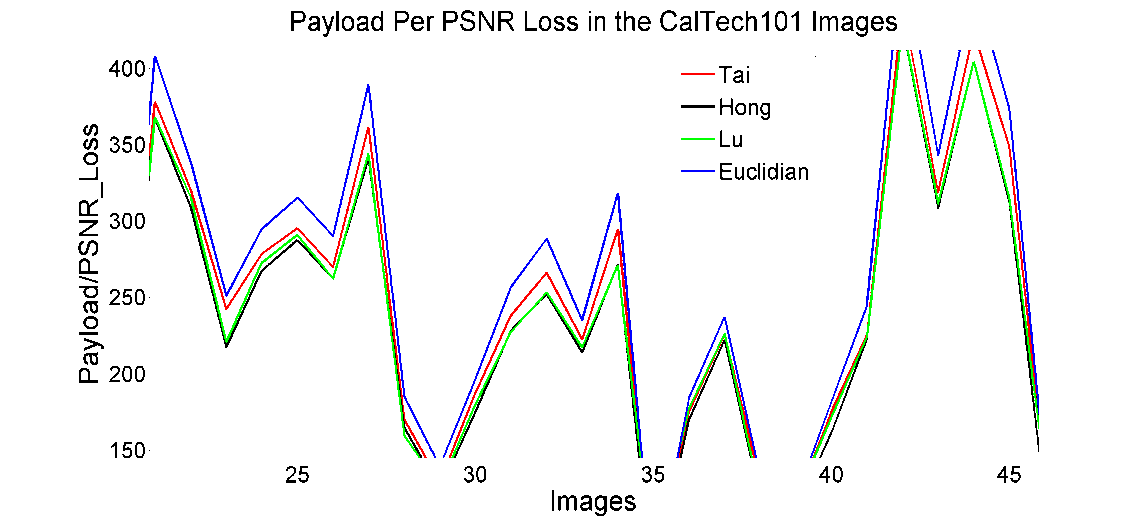 Payload Per PSNR Loss in the CalTech101 Images
400
350
300
250
200
150
Payload/PSNR_Loss
Tai
Hong
Lu
Euclidian
25 30 35 40 45
Images